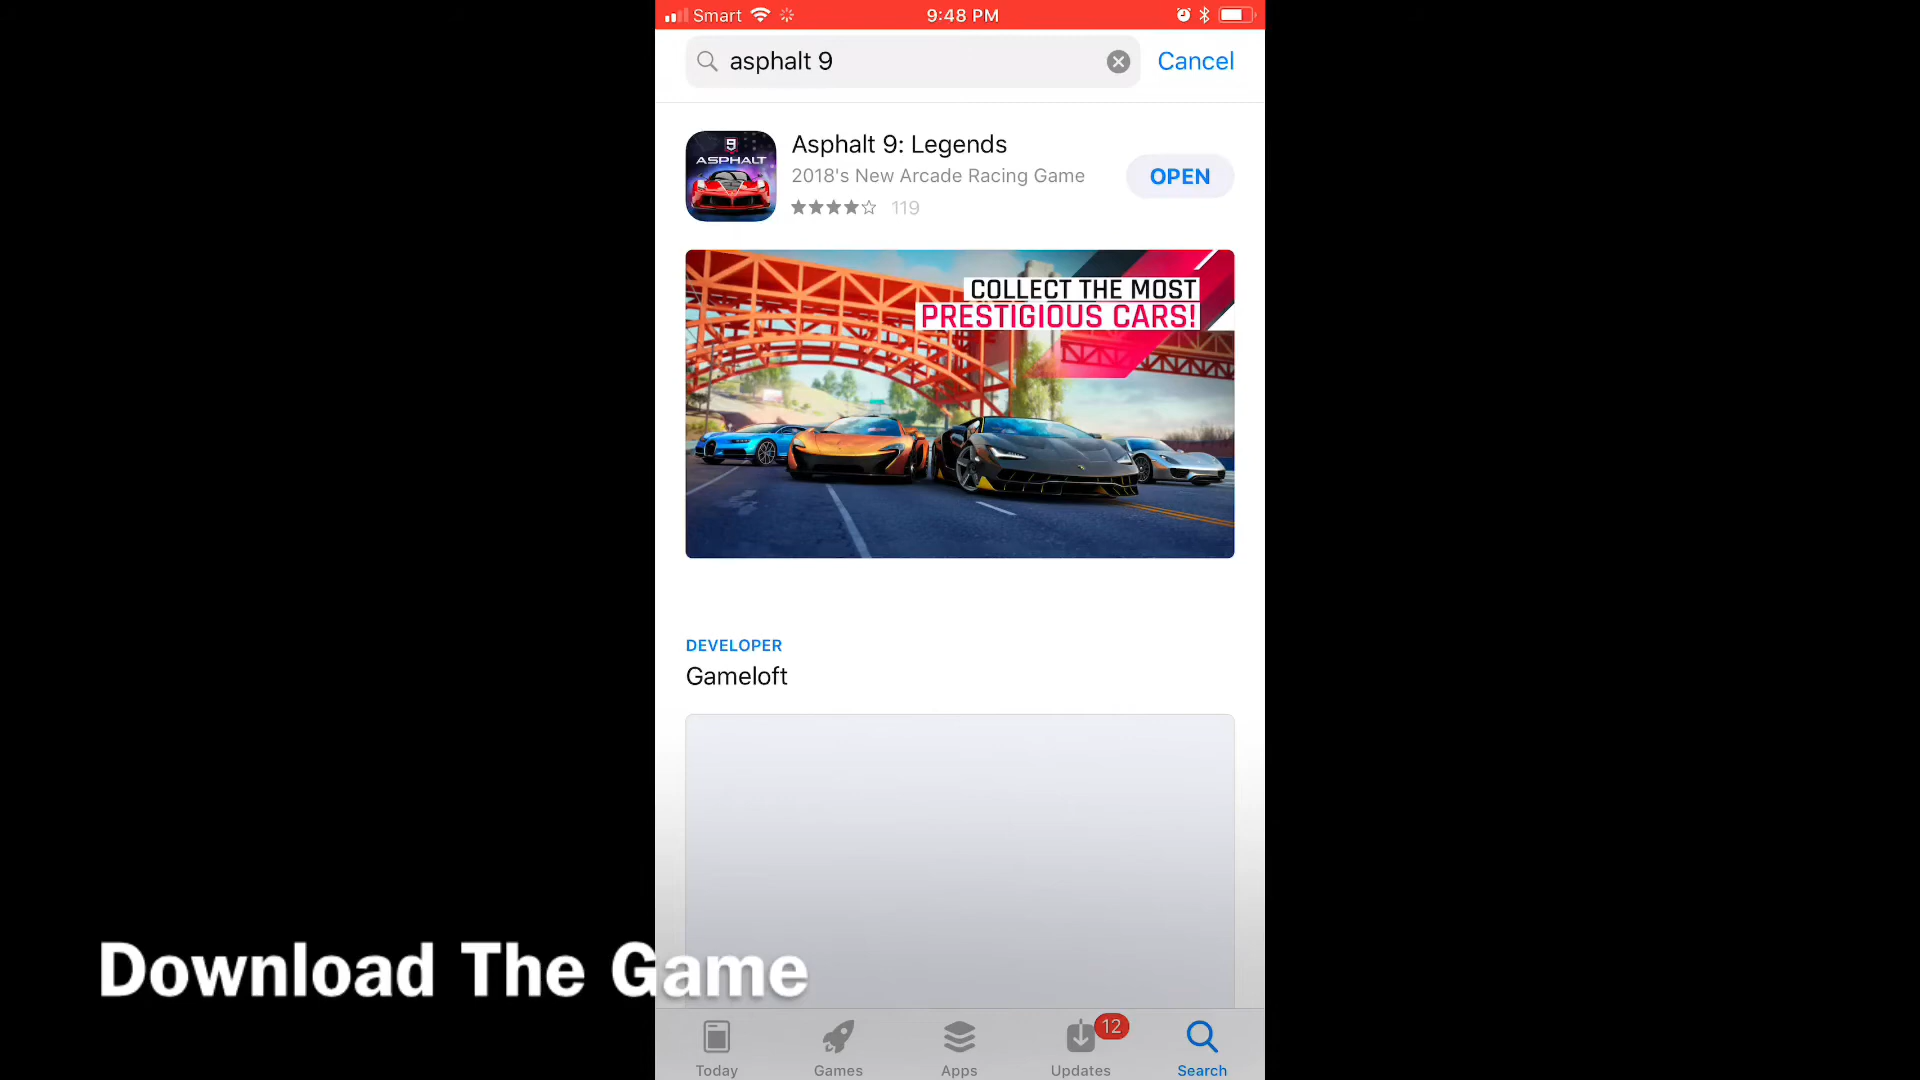 Smart 9:48 PM
asphalt 9 Cancel
9
ASPHALT
Asphalt 9: Legends
2018's New Arcade Racing Game
119
OPEN
COLLECT THE MOST
PRESTIGIOUS CARS!
DEVELOPER
Gameloft
Download The Game
12
Today Games Apps Updates Search